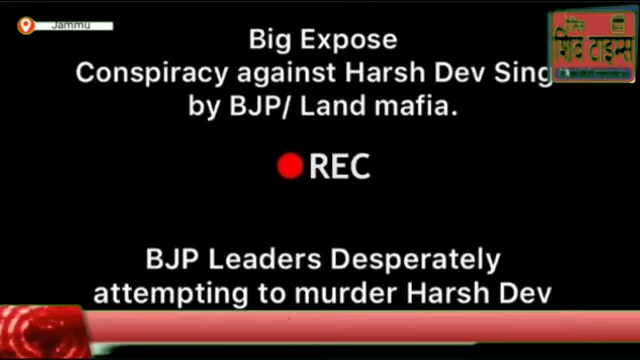 Jammu
दैनिक
शिव टाइम्स
Big Expose
Conspiracy against Harsh Dev Sing
by BJP/ Land mafia.
REC
BJP Leaders Desperately
attempting to murder Harsh Dev